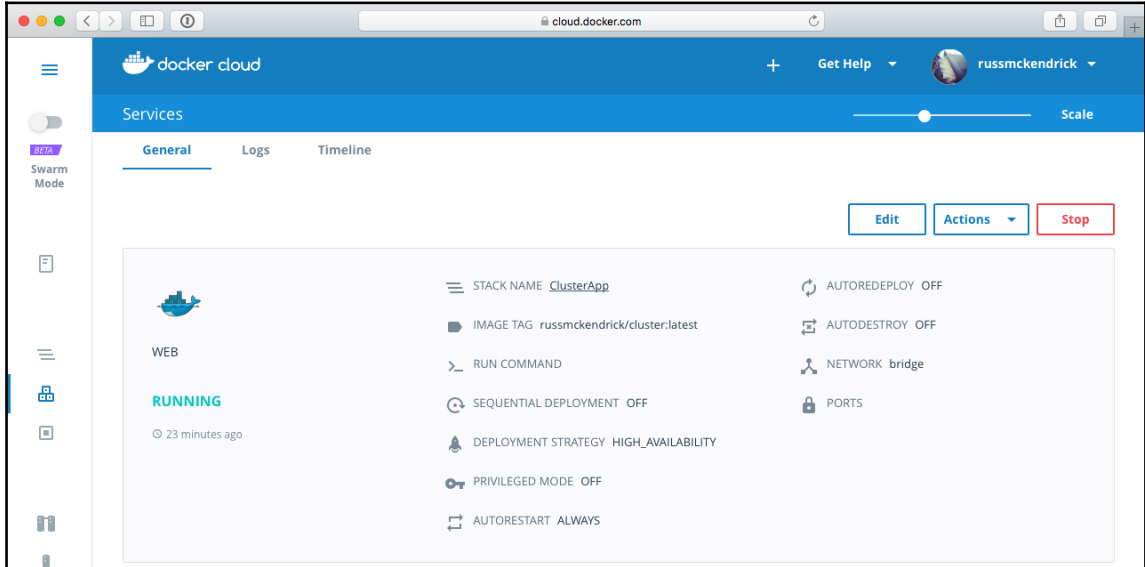 cloud.docker.com
docker cloud
+ Get Help russmckendrick
Services Scale
BETA
Swarm
Mode
General Logs Timeline
Edit Actions Stop
WEB
RUNNING
23 minutes ago
STACK NAME ClusterApp
IMAGE TAG russmckendrick/cluster:latest
RUN COMMAND
SEQUENTIAL DEPLOYMENT OFF
DEPLOYMENT STRATEGY HIGH_AVAILABILITY
PRIVILEGED MODE OFF
AUTORESTART ALWAYS
AUTOREDEPLOY OFF
AUTODESTROY OFF
NETWORK bridge
PORTS